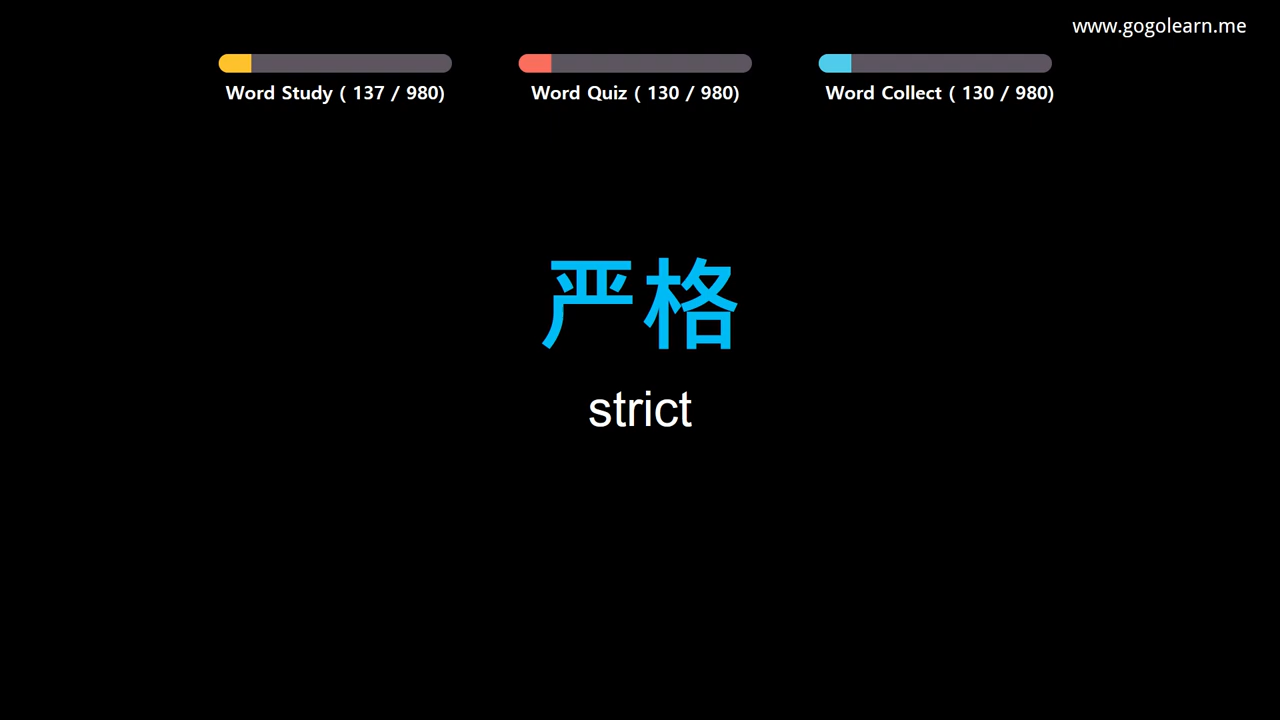 www.gogolearn.me
Word Study ( 137 / 980)
Word Quiz ( 130 / 980)
Word Collect ( 130 / 980)
严格
strict